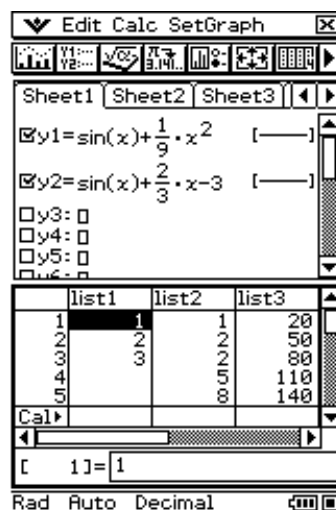 Edit Calc SetGraph
Sheet1 Sheet2 Sheet3
y1=sin(x)+1/9·x² [—]
y2=sin(x)+2/3·x-3 [—]
y3:
y4:
y5:
y6:
list1 list2 list3
1 1 1 20
2 2 2 50
3 3 2 80
4 5 110
5 8 140
Cal
[ 1]= 1
Rad Auto Decimal